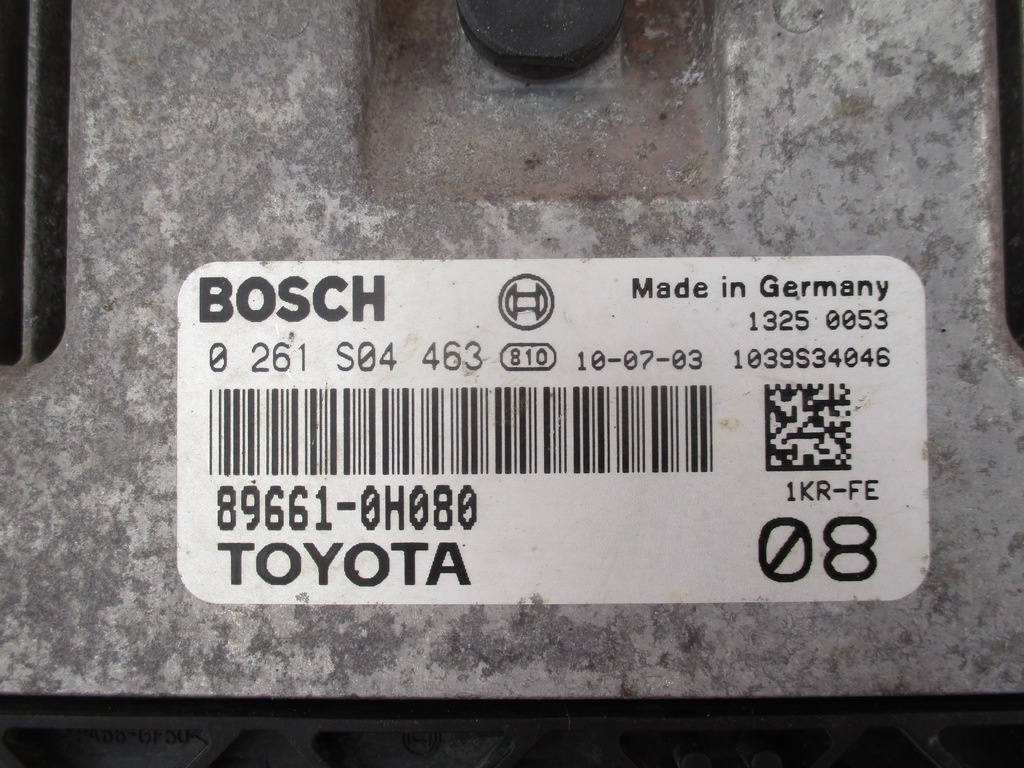 BOSCH
Made in Germany
1325 0053
0 261 S04 463 810 10-07-03 1039S34046
89661-0H080
1KR-FE
TOYOTA
08